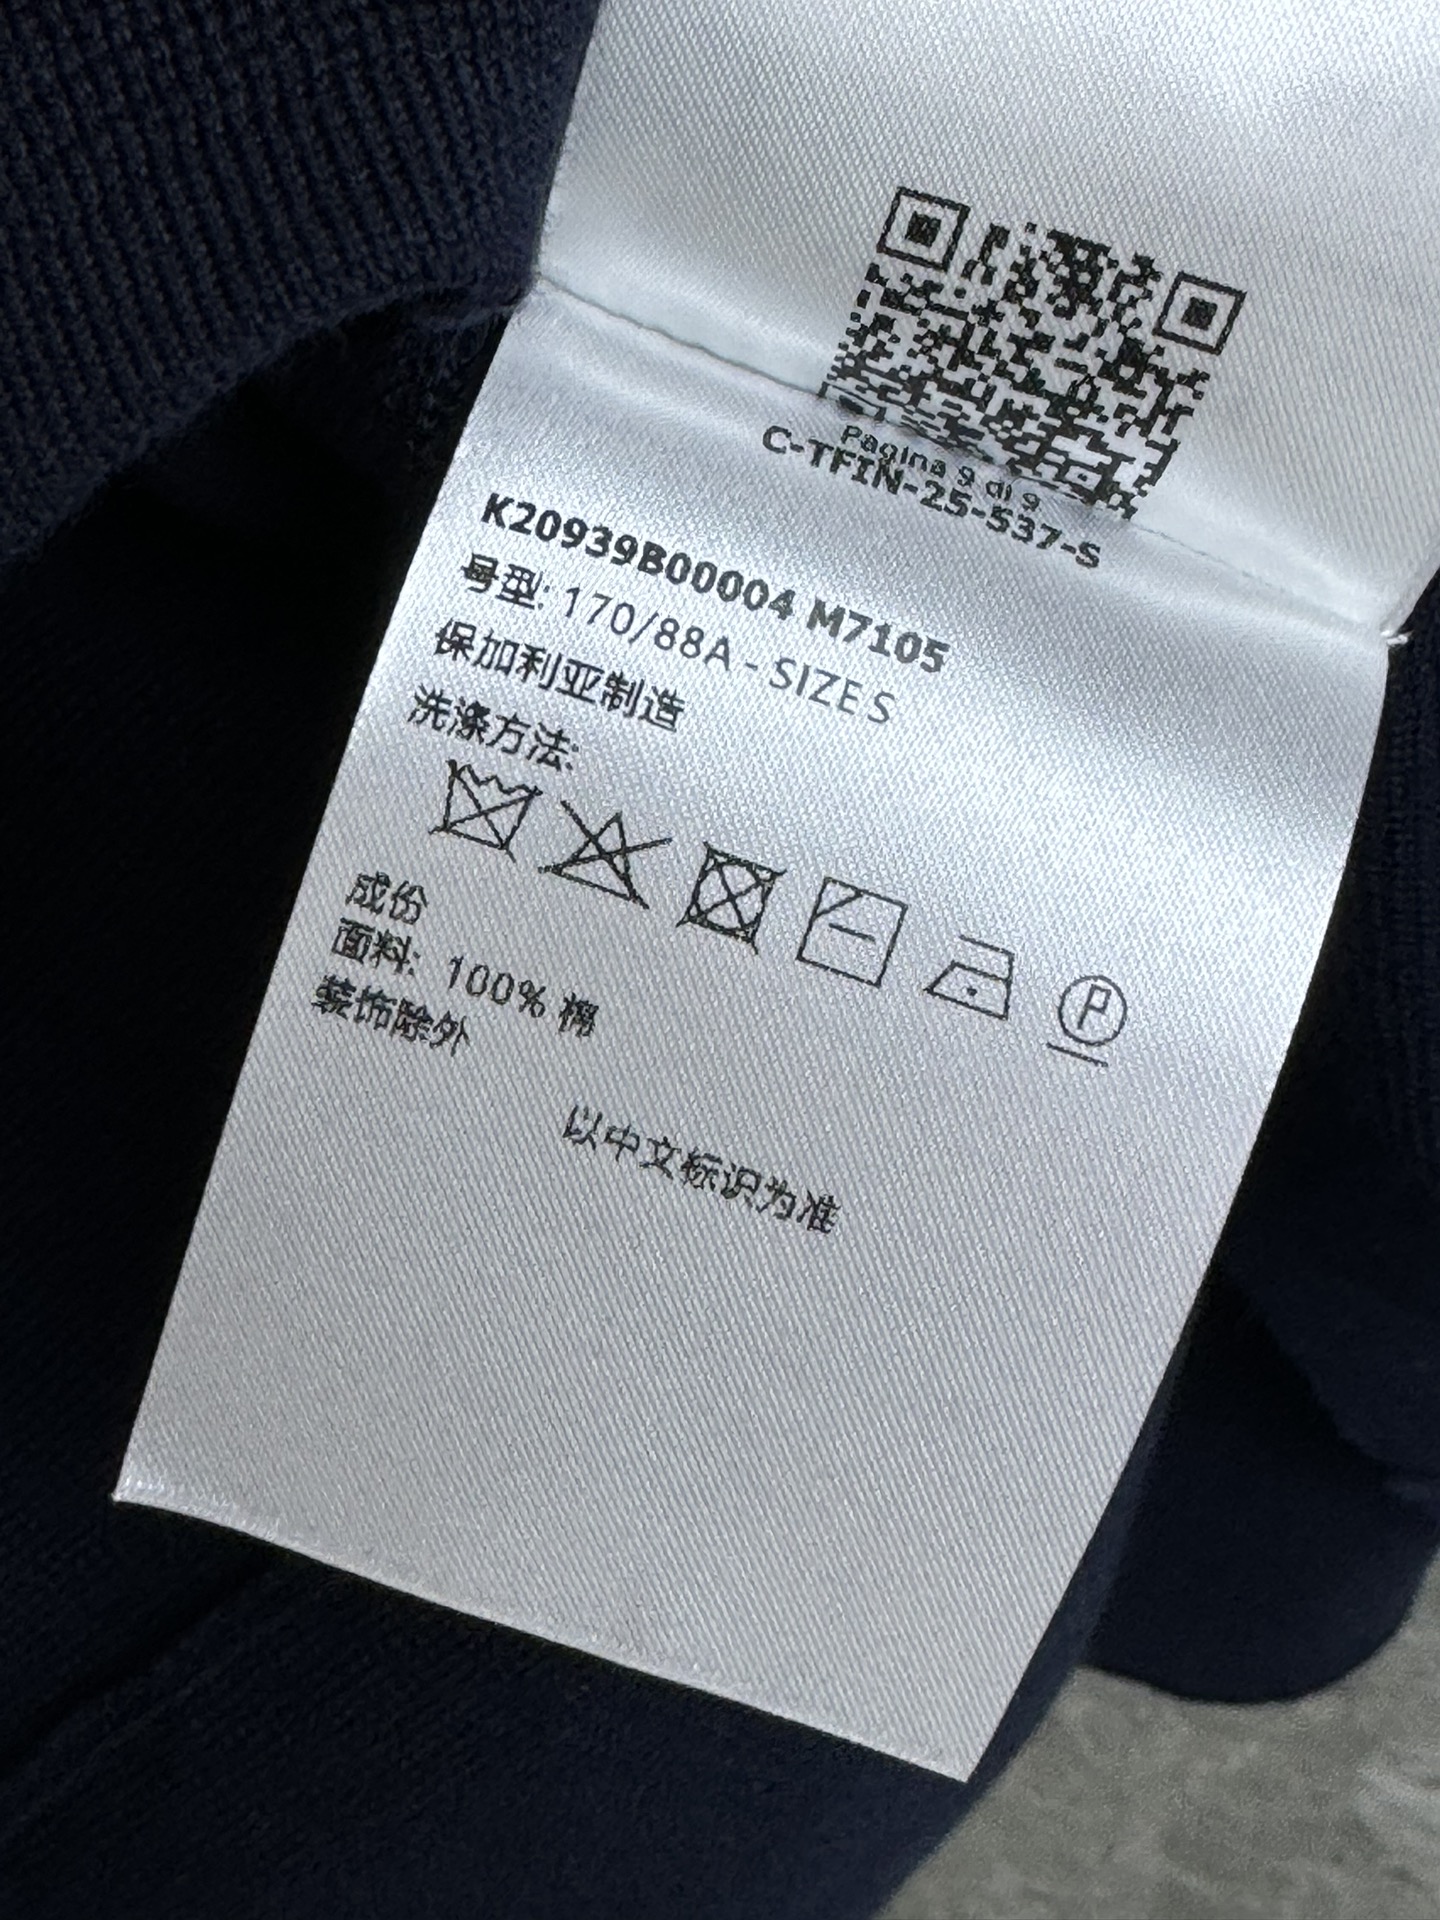 Pagina 9 di 9
C-TFIN-25-537-S
K20939B00004 M7105
号型: 170/88A - SIZE S
保加利亚制造
洗涤方法:
P
成份
面料: 100% 棉
装饰除外
以中文标识为准